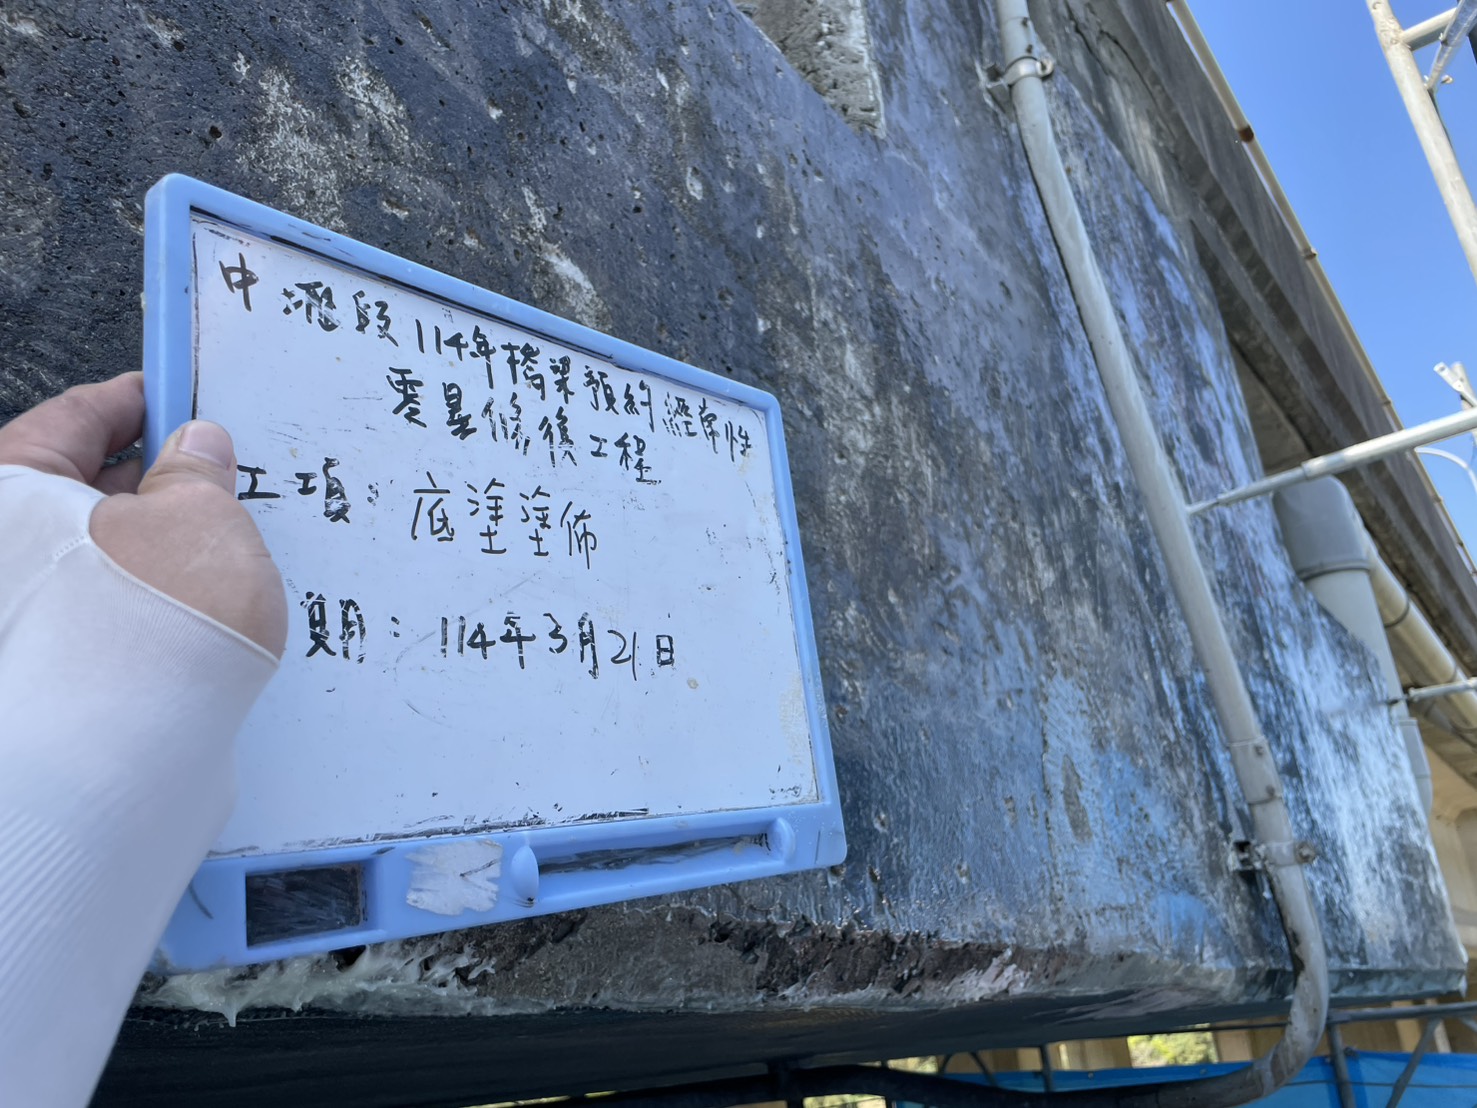 中壢段114年橋梁預約經常性
零星修復工程
工項：底塗塗佈
期：114年3月21日